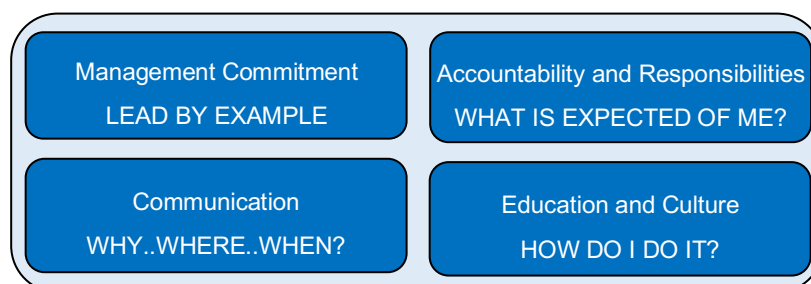 Management Commitment
LEAD BY EXAMPLE
Accountability and Responsibilities
WHAT IS EXPECTED OF ME?
Communication
WHY..WHERE..WHEN?
Education and Culture
HOW DO I DO IT?